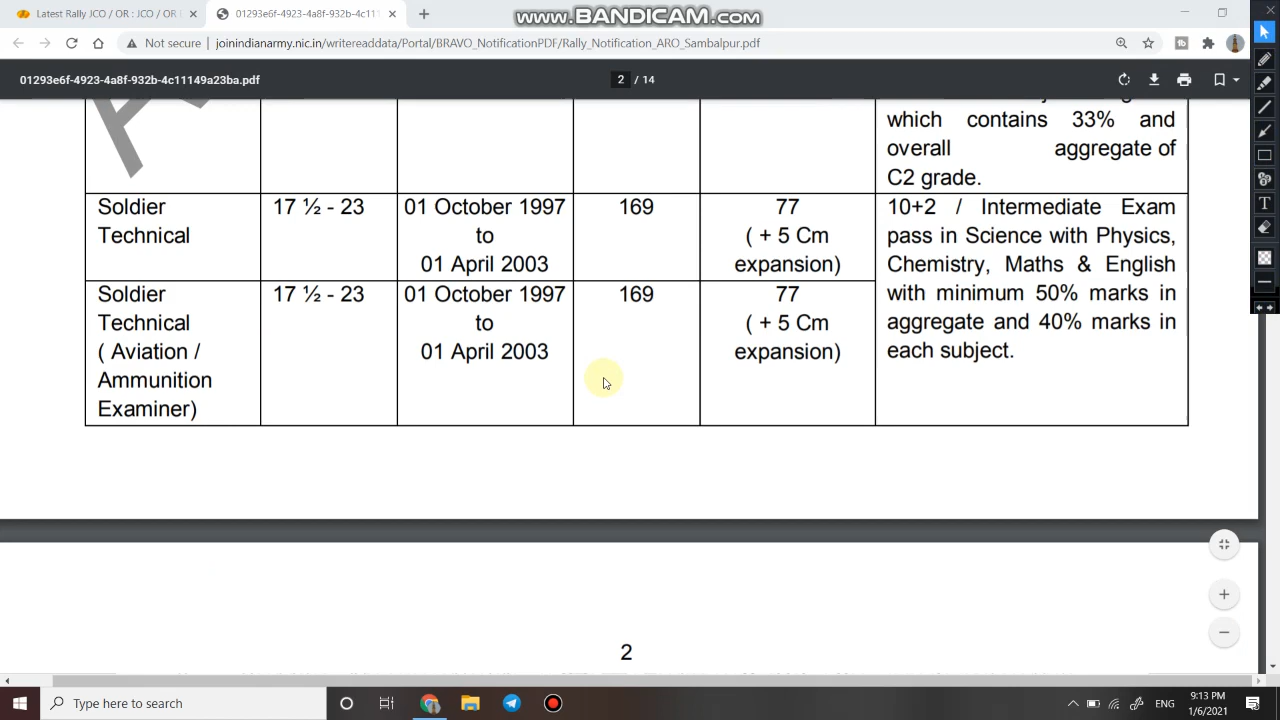 www.BANDICAM.com
Latest Rally JCO / OR : JCO / OR
01293e6f-4923-4a8f-932b-4c111
Not secure | joinindianarmy.nic.in/writereaddata/Portal/BRAVO_NotificationPDF/Rally_Notification_ARO_Sambalpur.pdf
01293e6f-4923-4a8f-932b-4c11149a23ba.pdf
2 / 14
which contains 33% and
overall aggregate of
C2 grade.
Soldier
Technical
17 ½ - 23
01 October 1997
to
01 April 2003
169
77
( + 5 Cm
expansion)
10+2 / Intermediate Exam
pass in Science with Physics,
Chemistry, Maths & English
with minimum 50% marks in
aggregate and 40% marks in
each subject.
Soldier
Technical
( Aviation /
Ammunition
Examiner)
17 ½ - 23
01 October 1997
to
01 April 2003
169
77
( + 5 Cm
expansion)
2
Type here to search
ENG
9:13 PM
1/6/2021